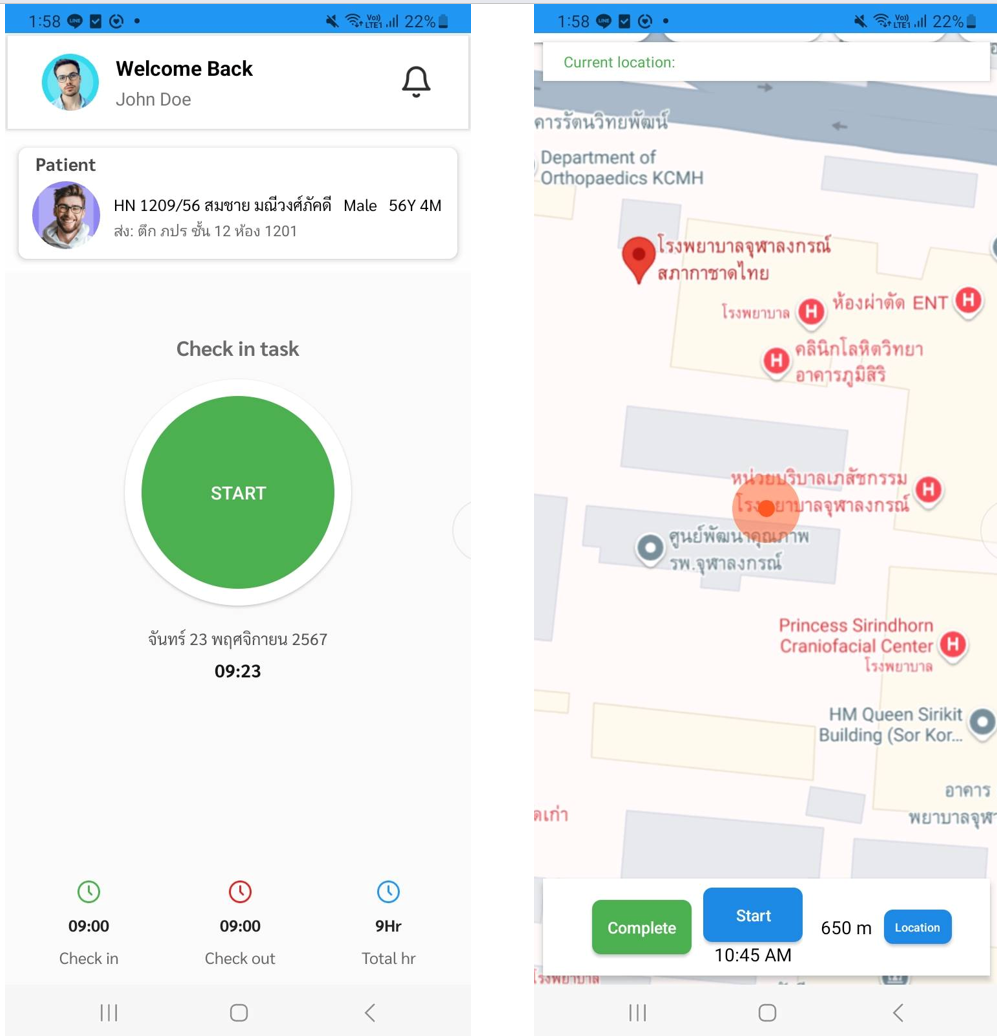 1:58
Vo)) LTE1 22%
Welcome Back
John Doe
Patient
HN 1209/56 สมชาย มณีวงศ์ภักดี Male 56Y 4M
ส่ง: ตึก ภปร ชั้น 12 ห้อง 1201
Check in task
START
จันทร์ 23 พฤศจิกายน 2567
09:23
09:00
Check in
09:00
Check out
9Hr
Total hr
1:58
Vo)) LTE1 22%
Current location:
คารรัตนวิทยพัฒน์
Department of
Orthopaedics KCMH
โรงพยาบาลจุฬาลงกรณ์
สภากาชาดไทย
โรงพยาบาล
ห้องผ่าตัด ENT
คลินิกโลหิตวิทยา
อาคารภูมิสิริ
หน่วยบริบาลเภสัชกรรม
โรงพยาบาลจุฬาลงกรณ์
ศูนย์พัฒนาคุณภาพ
รพ.จุฬาลงกรณ์
Princess Sirindhorn
Craniofacial Center
โรงพยาบาล
HM Queen Sirikit
Building (Sor Kor...
อาคาร
พยาบาลจุฬา
ดเก่า
Complete
Start
10:45 AM
650 m
Location
โรงพยาบาล